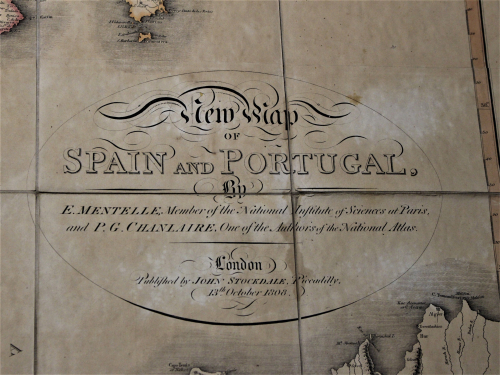 New Map
OF
SPAIN AND PORTUGAL,
By
E. MENTELLE, Member of the National Institute of Sciences at Paris,
and P. G. CHANLAIRE, One of the Authors of the National Atlas.
London
Published by JOHN STOCKDALE, Piccadilly,
13th October 1808.